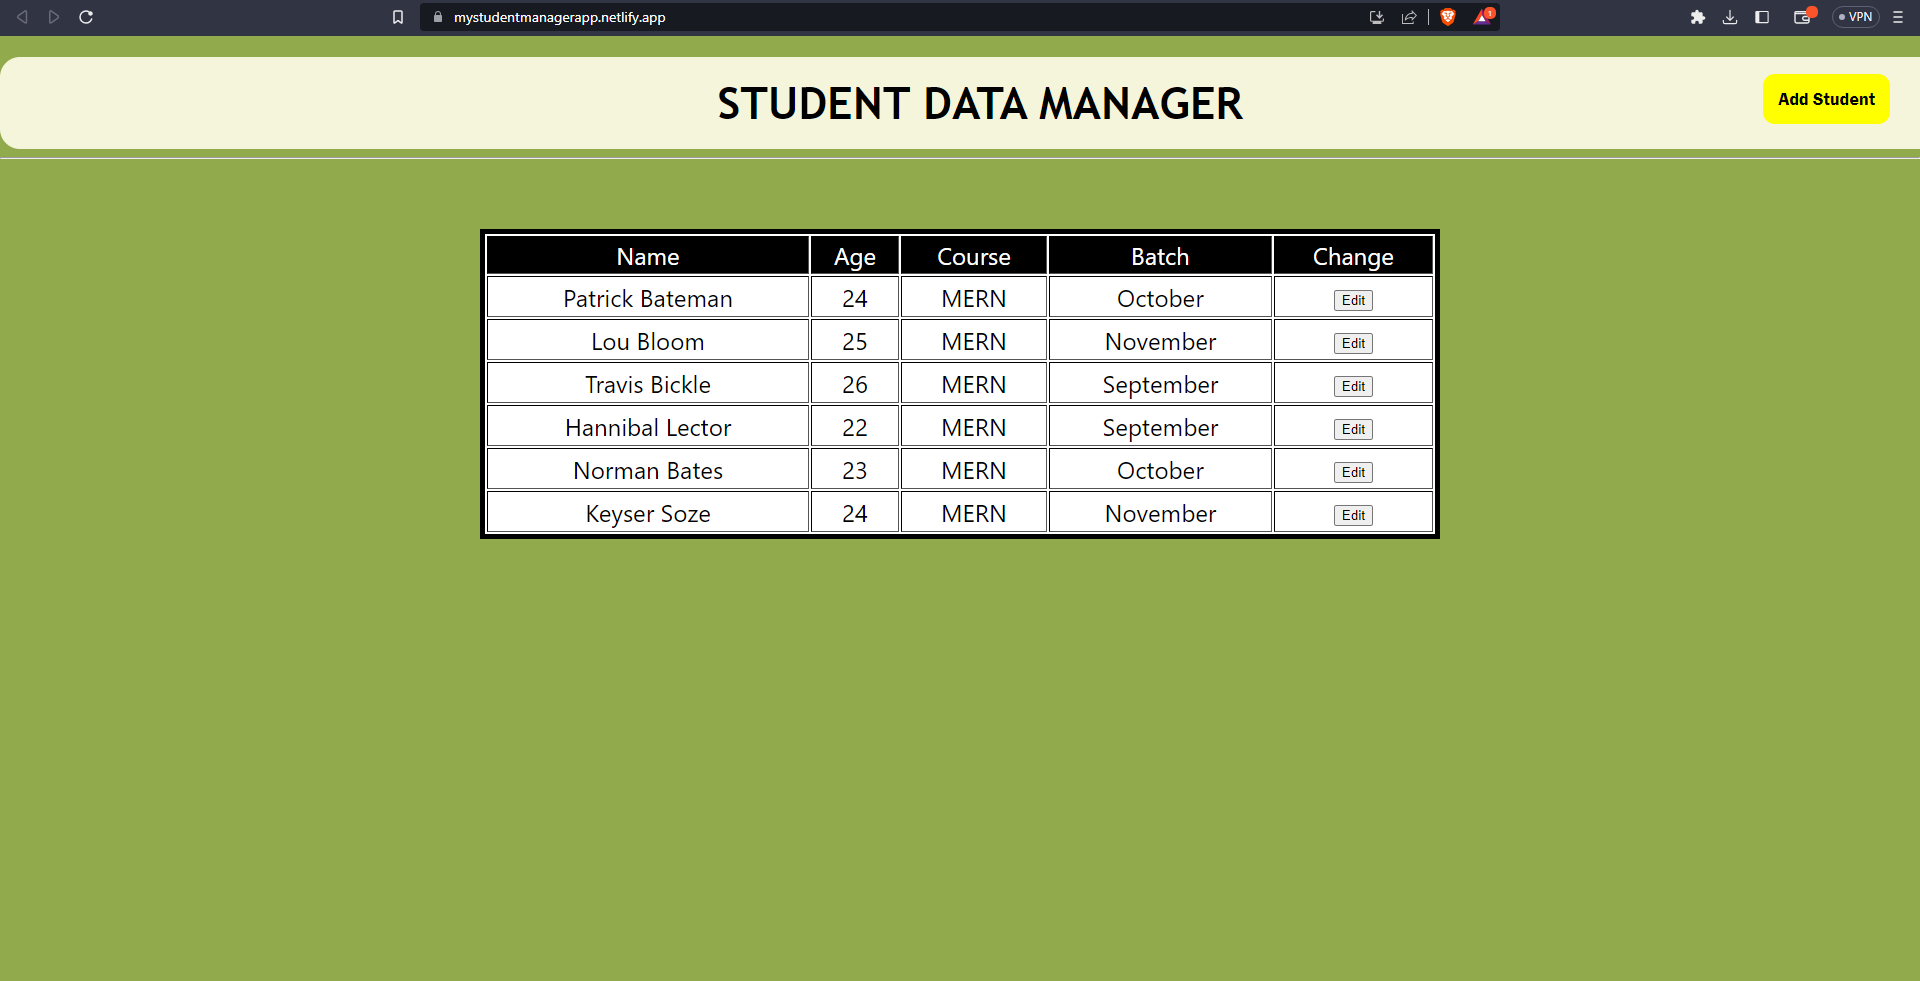 mystudentmanagerapp.netlify.app 1 VPN
STUDENT DATA MANAGER Add Student
Name Age Course Batch Change
Patrick Bateman 24 MERN October Edit
Lou Bloom 25 MERN November Edit
Travis Bickle 26 MERN September Edit
Hannibal Lector 22 MERN September Edit
Norman Bates 23 MERN October Edit
Keyser Soze 24 MERN November Edit